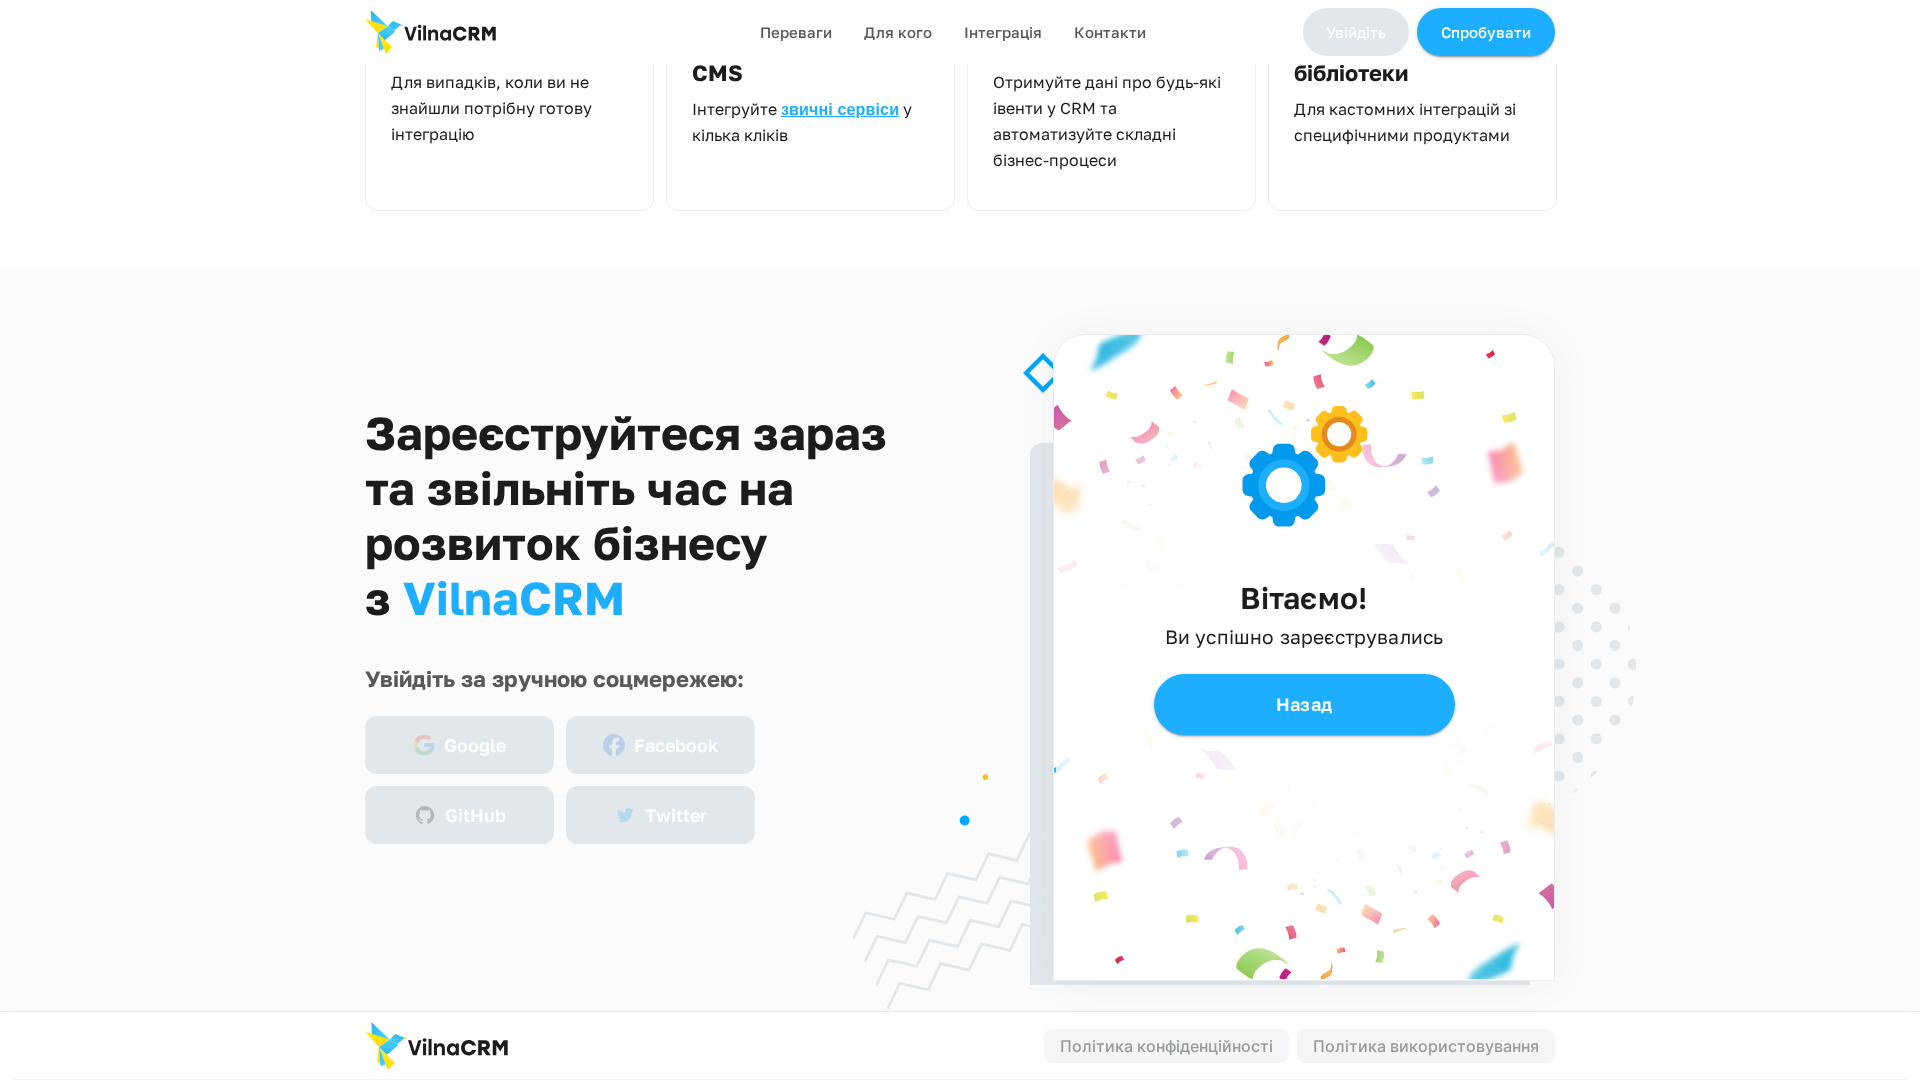 VilnaCRM
Переваги
Для кого
Інтеграція
Контакти
Увійдіть
Спробувати
Для випадків, коли ви не
знайшли потрібну готову
інтеграцію
CMS
Інтегруйте звичні сервіси у
кілька кліків
Отримуйте дані про будь-які
івенти у CRM та
автоматизуйте складні
бізнес-процеси
бібліотеки
Для кастомних інтеграцій зі
специфічними продуктами
Зареєструйтеся зараз
та звільніть час на
розвиток бізнесу
з VilnaCRM
Увійдіть за зручною соцмережею:
Google
Facebook
GitHub
Twitter
Вітаємо!
Ви успішно зареєструвались
Назад
VilnaCRM
Політика конфіденційності
Політика використовування